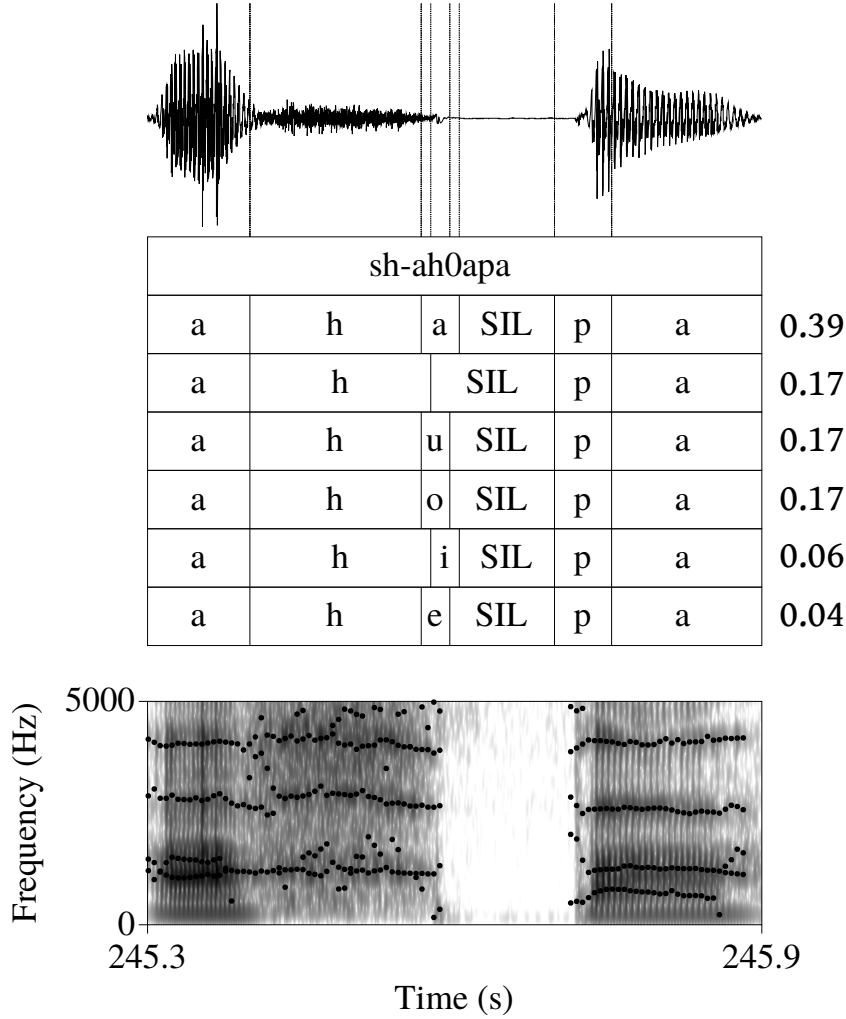 sh-ah0apa
a h a SIL p a 0.39
a h SIL p a 0.17
a h u SIL p a 0.17
a h o SIL p a 0.17
a h i SIL p a 0.06
a h e SIL p a 0.04
5000
Frequency (Hz)
0
245.3 245.9
Time (s)